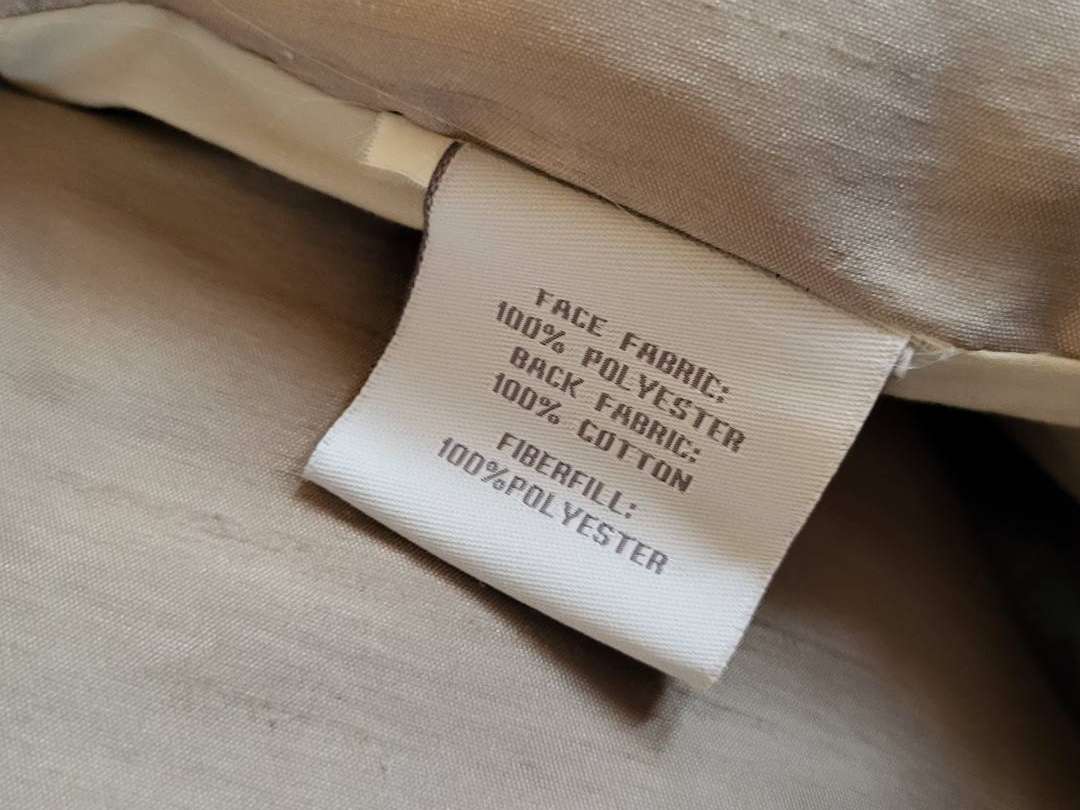 FACE FABRIC:
100% POLYESTER
BACK FABRIC:
100% COTTON
FIBERFILL:
100%POLYESTER